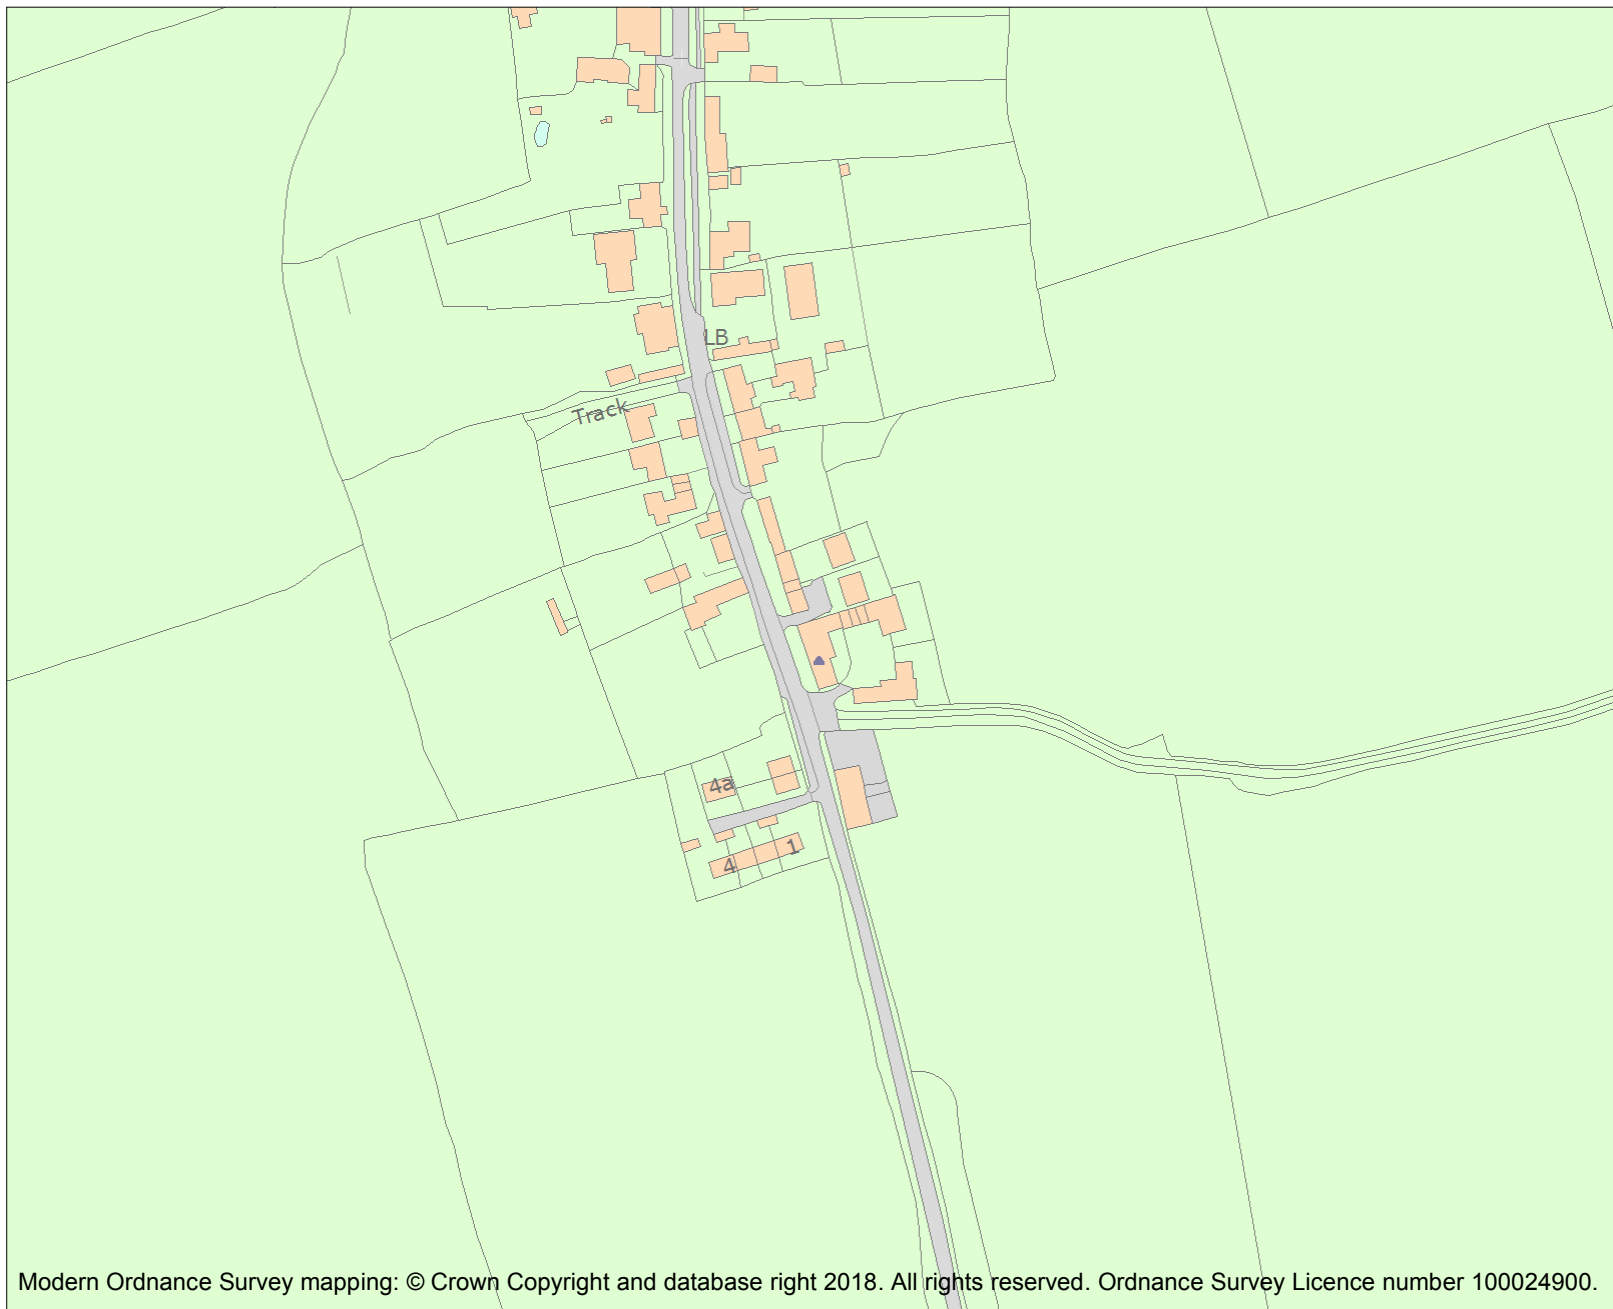 LB
Track
4a
1
4
Modern Ordnance Survey mapping: © Crown Copyright and database right 2018. All rights reserved. Ordnance Survey Licence number 100024900.